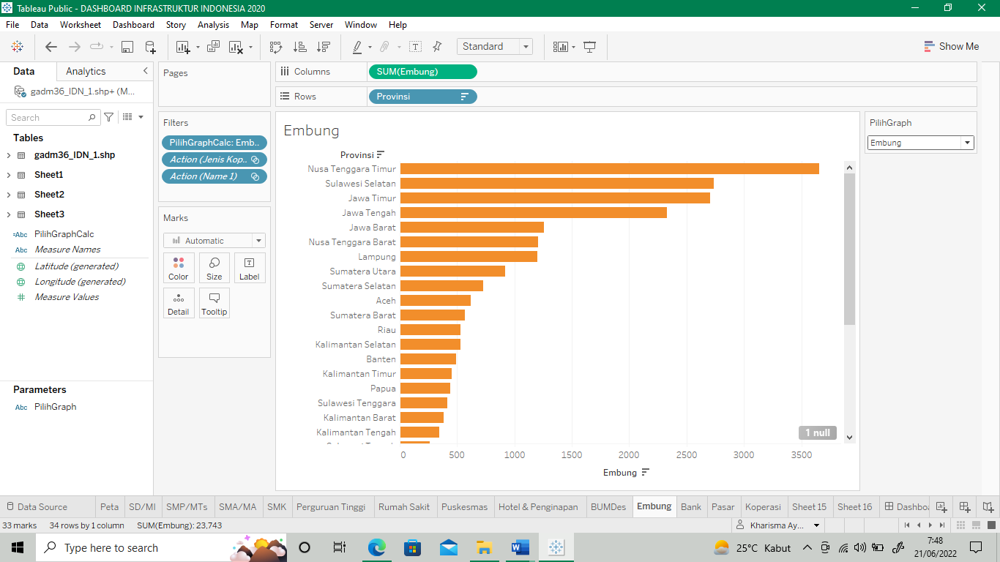 Tableau Public - DASHBOARD INFRASTRUKTUR INDONESIA 2020
File Data Worksheet Dashboard Story Analysis Map Format Server Window Help
Standard
Show Me
Data Analytics
gadm36_IDN_1.shp+ (M...
Search
Tables
gadm36_IDN_1.shp
Sheet1
Sheet2
Sheet3
=Abc PilihGraphCalc
Abc Measure Names
Latitude (generated)
Longitude (generated)
# Measure Values
Parameters
Abc PilihGraph
Pages
Filters
PilihGraphCalc: Emb..
Action (Jenis Kop..
Action (Name 1)
Marks
Automatic
Color Size Label
Detail Tooltip
Columns SUM(Embung)
Rows Provinsi
Embung
Provinsi
Nusa Tenggara Timur
Sulawesi Selatan
Jawa Timur
Jawa Tengah
Jawa Barat
Nusa Tenggara Barat
Lampung
Sumatera Utara
Sumatera Selatan
Aceh
Sumatera Barat
Riau
Kalimantan Selatan
Banten
Kalimantan Timur
Papua
Sulawesi Tenggara
Kalimantan Barat
Kalimantan Tengah
1 null
0 500 1000 1500 2000 2500 3000 3500
Embung
PilihGraph
Embung
Data Source Peta SD/MI SMP/MTs SMA/MA SMK Perguruan Tinggi Rumah Sakit Puskesmas Hotel & Penginapan BUMDes Embung Bank Pasar Koperasi Sheet 15 Sheet 16 Dashboa
33 marks 34 rows by 1 column SUM(Embung): 23,743 Kharisma Ay...
Type here to search
25°C Kabut
7:48
21/06/2022